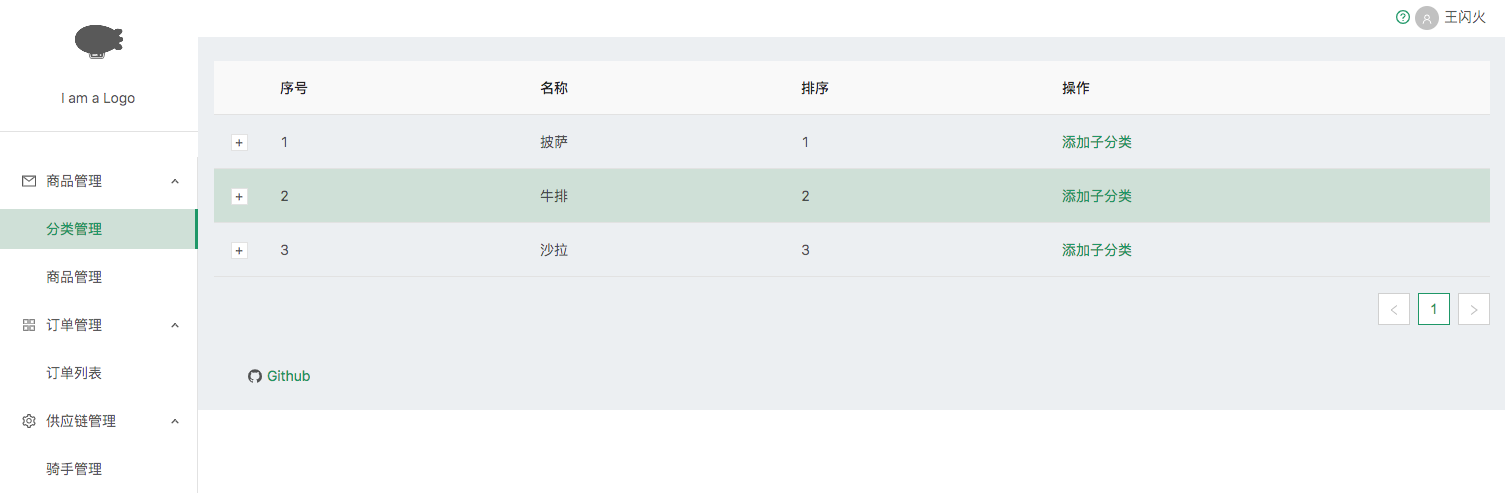 王闪火
I am a Logo
商品管理
分类管理
商品管理
订单管理
订单列表
供应链管理
骑手管理
序号 名称 排序 操作
+ 1 披萨 1 添加子分类
+ 2 牛排 2 添加子分类
+ 3 沙拉 3 添加子分类
< 1 >
Github